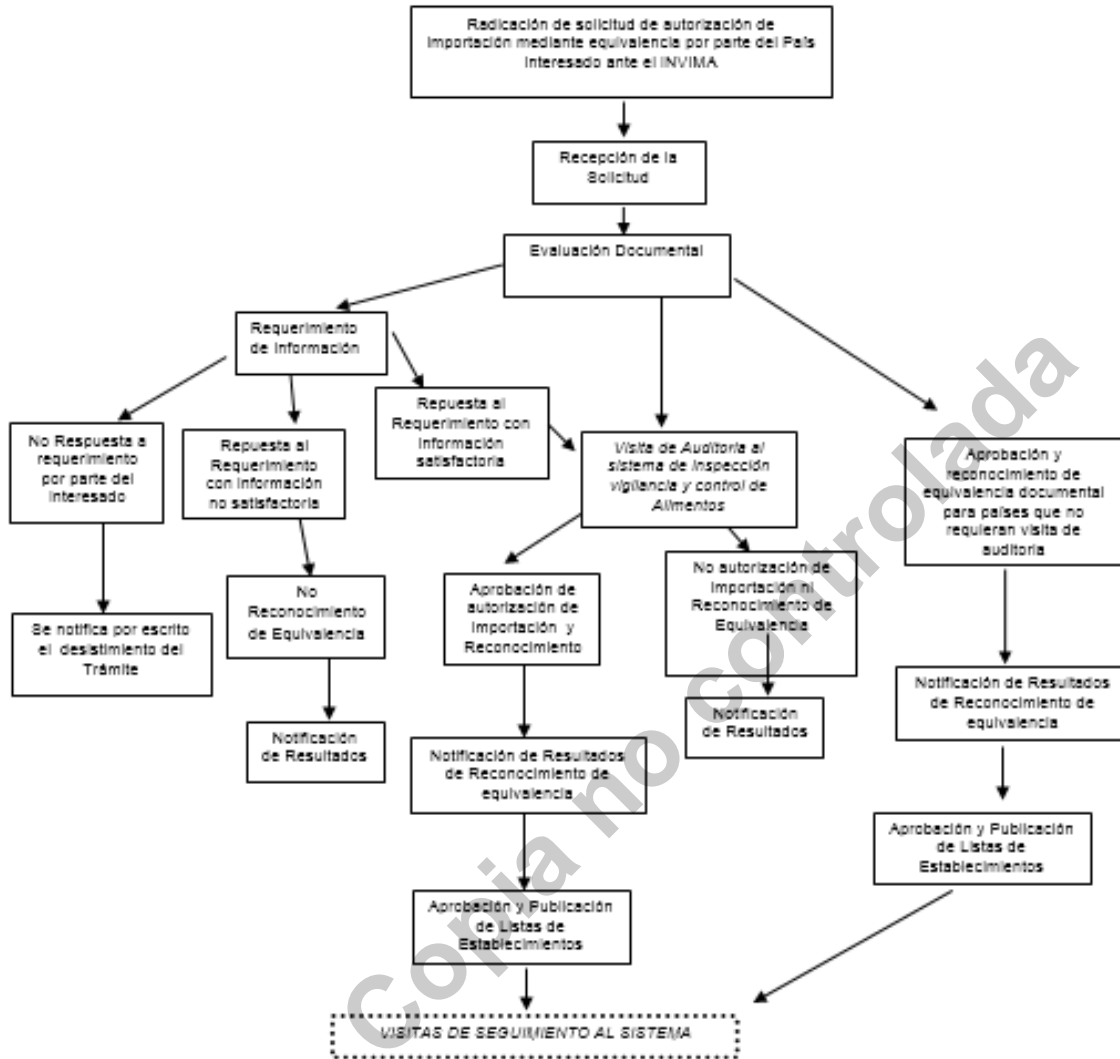 Radicación de solicitud de autorización de
Importación mediante equivalencia por parte del País
Interesado ante el INVIMA
Recepción de la
Solicitud
Evaluación Documental
Requerimiento
de Información
No Respuesta a
requerimiento
por parte del
Interesado
Repuesta al
Requerimiento
con Información
no satisfactoria
Repuesta al
Requerimiento con
Información
satisfactoria
Visita de Auditoria al
sistema de Inspección
vigilancia y control de
Alimentos
Aprobación y
reconocimiento de
equivalencia documental
para países que no
requieran visita de
auditoria
Se notifica por escrito
el desistimiento del
Trámite
No
Reconocimiento
de Equivalencia
Aprobación de
autorización de
Importación y
Reconocimiento
No autorización de
Importación ni
Reconocimiento de
Equivalencia
Notificación
de Resultados
Notificación de Resultados
de Reconocimiento de
equivalencia
Notificación
de Resultados
Notificación de Resultados
de Reconocimiento de
equivalencia
Aprobación y Publicación
de Listas de
Establecimientos
Aprobación y Publicación
de Listas de
Establecimientos
VISITAS DE SEGUIMIENTO AL SISTEMA
Copia no controlada